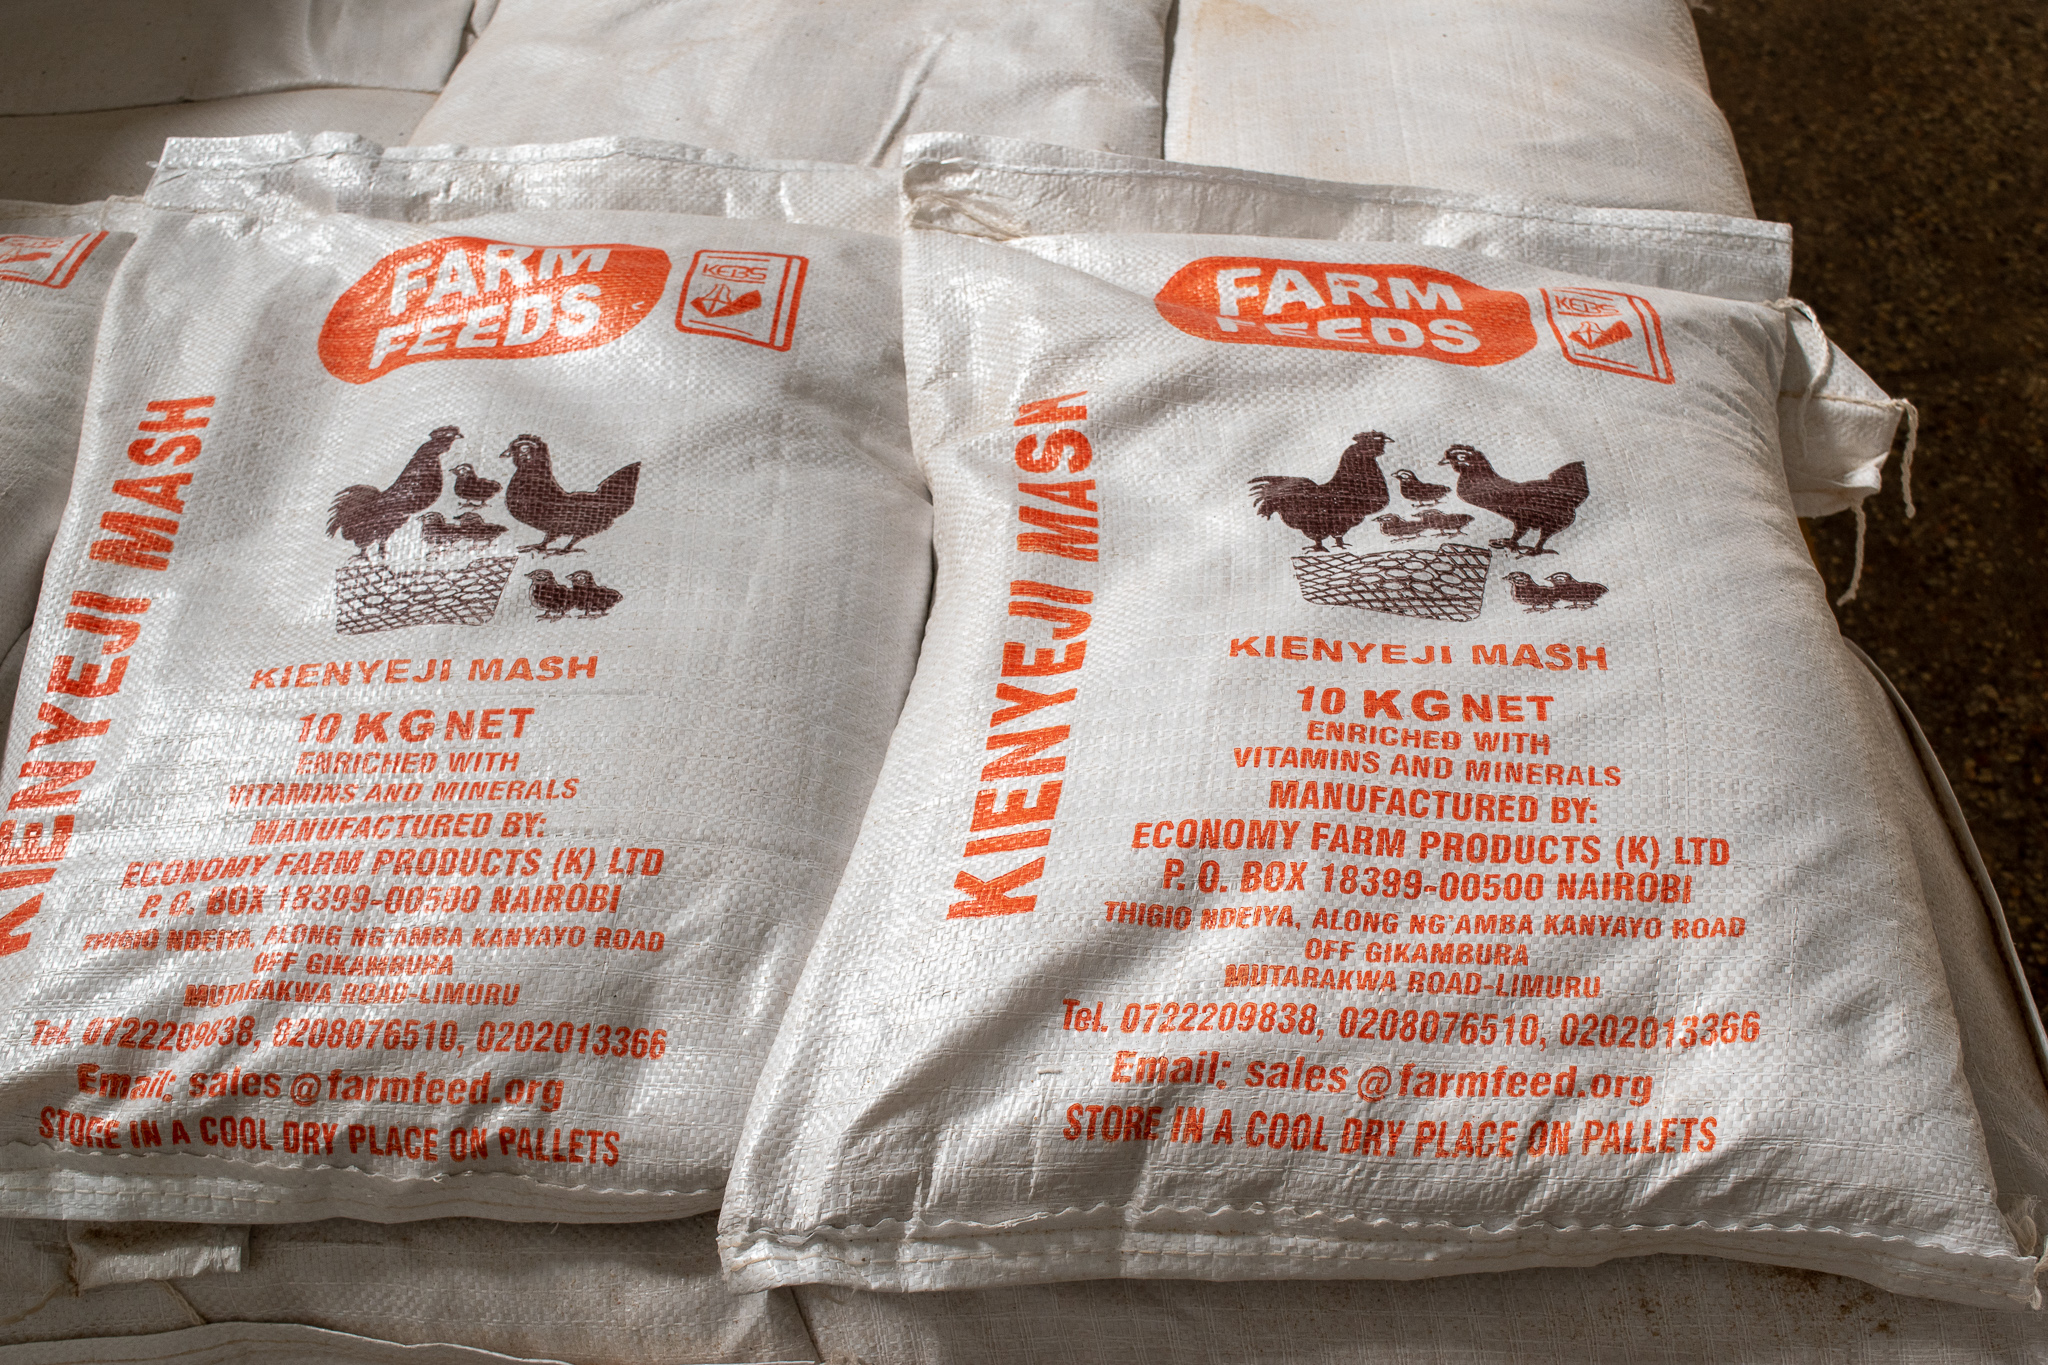 KEBS
FARM
FEEDS
KEBS
KIENYEJI MASH
KIENYEJI MASH
10 KG NET
ENRICHED WITH
VITAMINS AND MINERALS
MANUFACTURED BY:
ECONOMY FARM PRODUCTS (K) LTD
P. O. BOX 18399-00500 NAIROBI
THIGIO NDEIYA, ALONG NG'AMBA KANYAYO ROAD
OFF GIKAMBURA
MUTARAKWA ROAD-LIMURU
Tel. 0722209838, 0208076510, 0202013366
Email: sales@farmfeed.org
STORE IN A COOL DRY PLACE ON PALLETS
FARM
FEEDS
KEBS
KIENYEJI MASH
KIENYEJI MASH
10 KG NET
ENRICHED WITH
VITAMINS AND MINERALS
MANUFACTURED BY:
ECONOMY FARM PRODUCTS (K) LTD
P. O. BOX 18399-00500 NAIROBI
THIGIO NDEIYA, ALONG NG'AMBA KANYAYO ROAD
OFF GIKAMBURA
MUTARAKWA ROAD-LIMURU
Tel. 0722209838, 0208076510, 0202013366
Email: sales@farmfeed.org
STORE IN A COOL DRY PLACE ON PALLETS